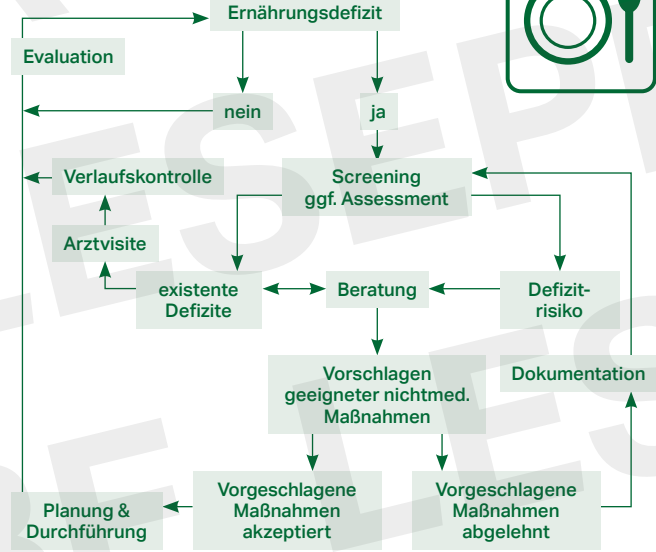 Ernährungsdefizit
Evaluation
nein
ja
Verlaufskontrolle
Screening
ggf. Assessment
Arztvisite
existente
Defizite
Beratung
Defizit-
risiko
Vorschlagen
geeigneter nichtmed.
Maßnahmen
Dokumentation
Planung &
Durchführung
Vorgeschlagene
Maßnahmen
akzeptiert
Vorgeschlagene
Maßnahmen
abgelehnt